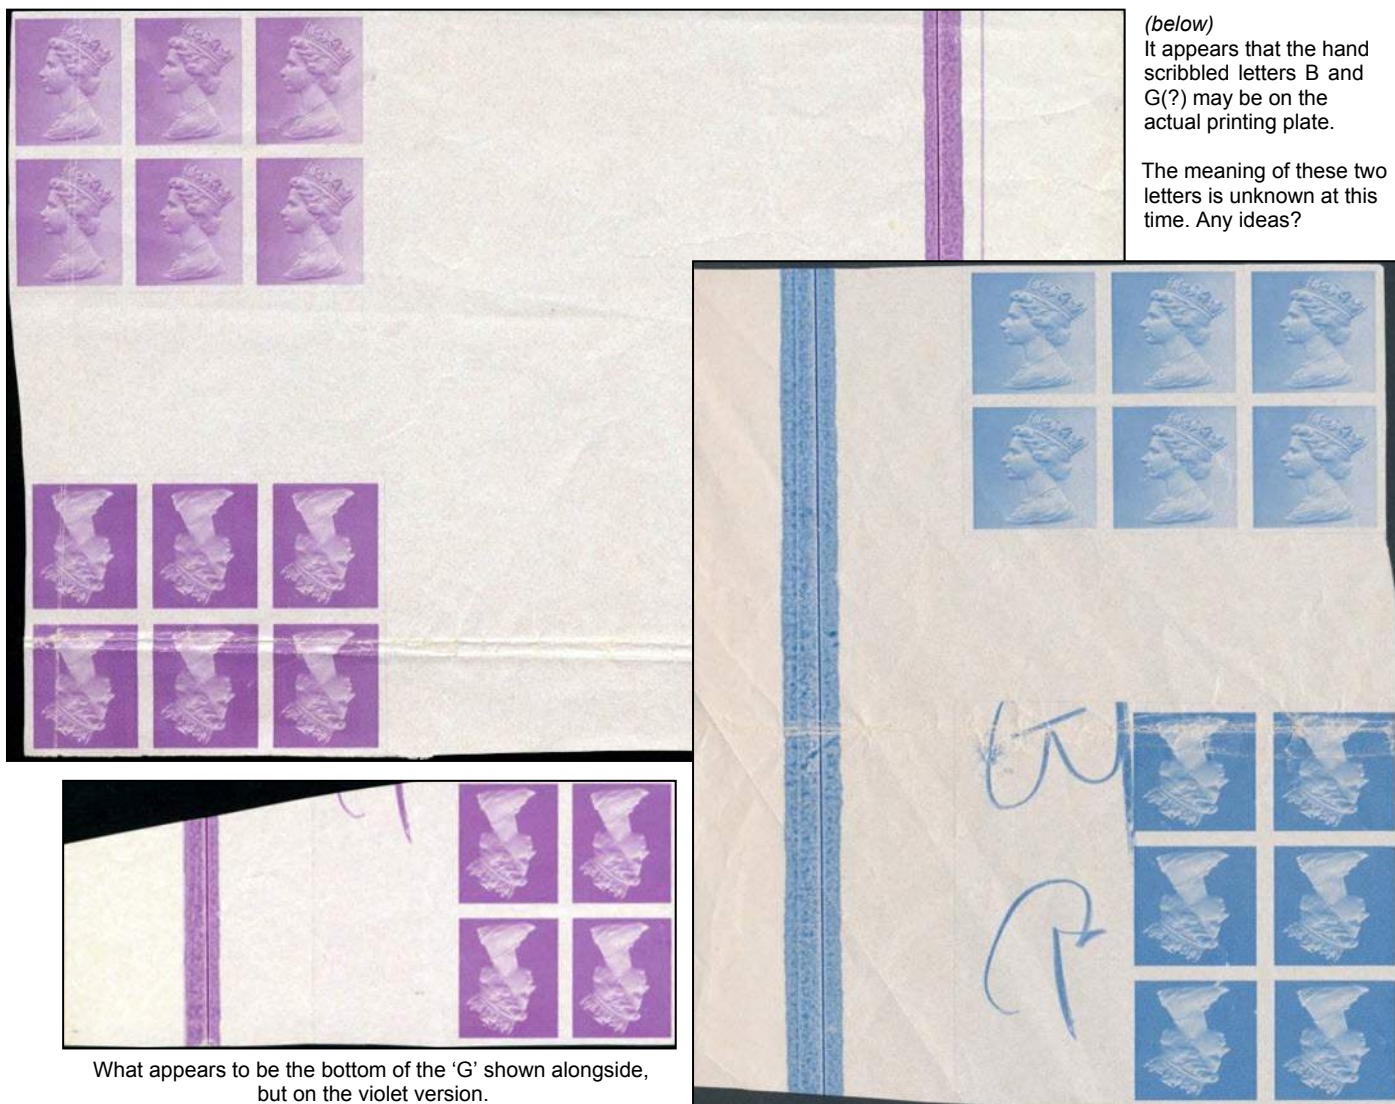 (below)
It appears that the hand
scribbled letters B and
G(?) may be on the
actual printing plate.
The meaning of these two
letters is unknown at this
time. Any ideas?
What appears to be the bottom of the ‘G’ shown alongside,
but on the violet version.